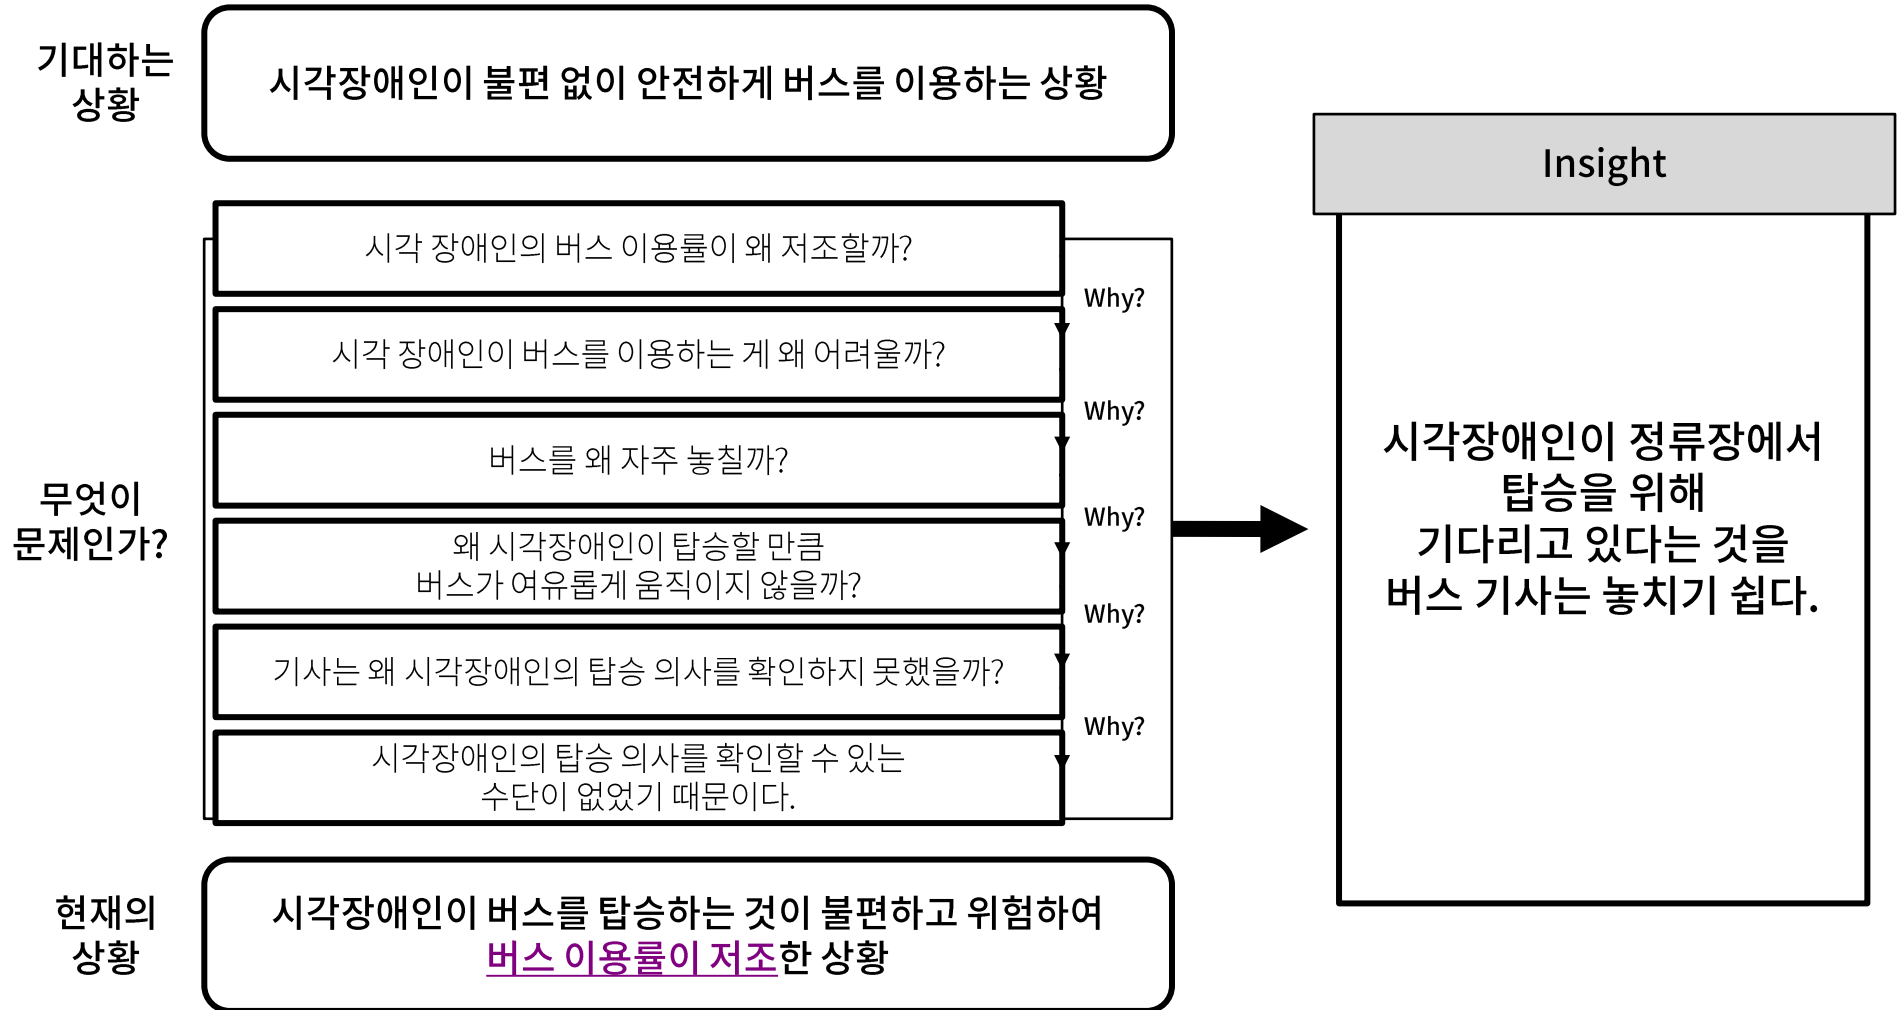 기대하는
상황
시각장애인이 불편 없이 안전하게 버스를 이용하는 상황
무엇이
문제인가?
시각 장애인의 버스 이용률이 왜 저조할까?
Why?
시각 장애인이 버스를 이용하는 게 왜 어려울까?
Why?
버스를 왜 자주 놓칠까?
Why?
왜 시각장애인이 탑승할 만큼
버스가 여유롭게 움직이지 않을까?
Why?
기사는 왜 시각장애인의 탑승 의사를 확인하지 못했을까?
Why?
시각장애인의 탑승 의사를 확인할 수 있는
수단이 없었기 때문이다.
현재의
상황
시각장애인이 버스를 탑승하는 것이 불편하고 위험하여
버스 이용률이 저조한 상황
Insight
시각장애인이 정류장에서
탑승을 위해
기다리고 있다는 것을
버스 기사는 놓치기 쉽다.